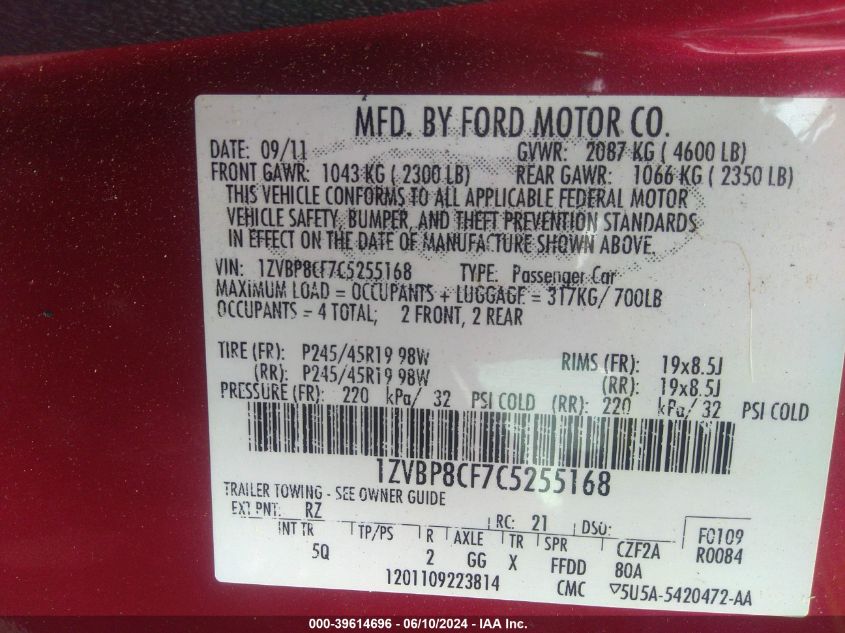 MFD. BY FORD MOTOR CO.
DATE: 09/11 GVWR: 2087 KG ( 4600 LB)
FRONT GAWR: 1043 KG ( 2300 LB) REAR GAWR: 1066 KG ( 2350 LB)
THIS VEHICLE CONFORMS TO ALL APPLICABLE FEDERAL MOTOR
VEHICLE SAFETY, BUMPER, AND THEFT PREVENTION STANDARDS
IN EFFECT ON THE DATE OF MANUFACTURE SHOWN ABOVE.
VIN: 1ZVBP8CF7C5255168 TYPE: Passenger Car
MAXIMUM LOAD = OCCUPANTS + LUGGAGE = 317KG/ 700LB
OCCUPANTS = 4 TOTAL; 2 FRONT, 2 REAR
TIRE (FR): P245/45R19 98W RIMS (FR): 19x8.5J
(RR): P245/45R19 98W (RR): 19x8.5J
PRESSURE (FR): 220 kPa/ 32 PSI COLD (RR): 220 kPa/ 32 PSI COLD
1ZVBP8CF7C5255168
TRAILER TOWING - SEE OWNER GUIDE
EXT PNT: RZ RC: 21 DSO: F0109
INT TR TP/PS R AXLE TR SPR CZF2A R0084
5Q 2 GG X FFDD 80A
1201109223814 CMC ▽5U5A-5420472-AA
000-39614696 - 06/10/2024 - IAA Inc.